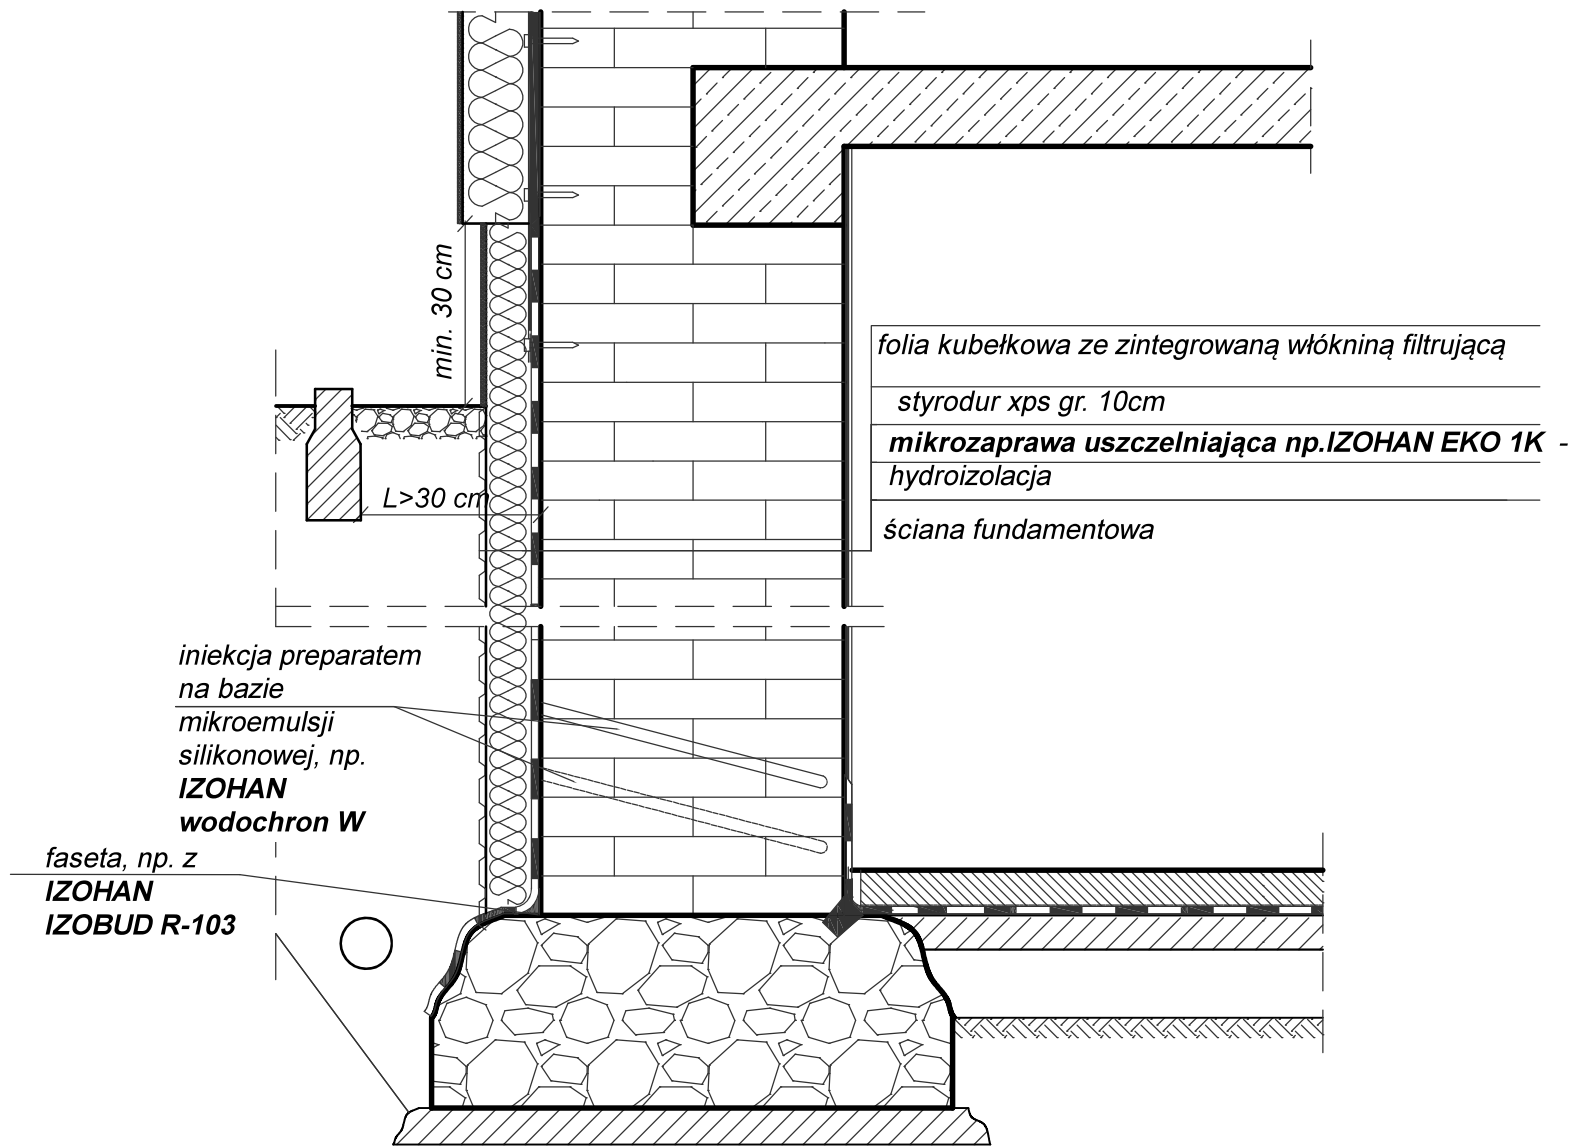 min. 30 cm
folia kubełkowa ze zintegrowaną włókniną filtrującą
styrodur xps gr. 10cm
mikrozaprawa uszczelniająca np.IZOHAN EKO 1K -
hydroizolacja
ściana fundamentowa
L>30 cm
iniekcja preparatem
na bazie
mikroemulsji
silikonowej, np.
IZOHAN
wodochron W
faseta, np. z
IZOHAN
IZOBUD R-103